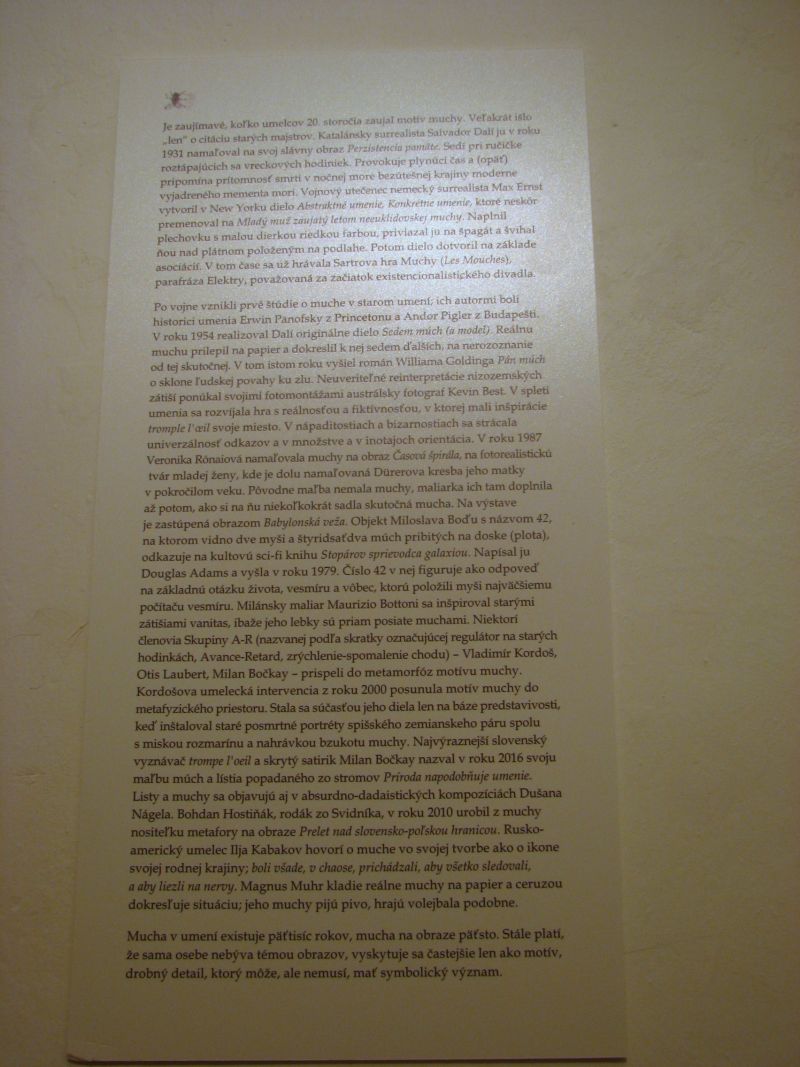 Je zaujímavé, koľko umelcov 20. storočia zaujal motív muchy. Veľakrát išlo
„len“ o citáciu starých majstrov. Katalánsky surrealista Salvador Dalí ju v roku
1931 namaľoval na svoj slávny obraz Perzistencia pamäte. Sedí pri ručičke
roztápajúcich sa vreckových hodiniek. Provokuje plynúci čas a (opäť)
pripomína prítomnosť smrti v nočnej more bezútešnej krajiny moderne
vyjadreného mementa mori. Vojnový utečenec nemecký surrealista Max Ernst
vytvoril v New Yorku dielo Abstraktné umenie, Konkrétne umenie, ktoré neskôr
premenoval na Mladý muž zaujatý letom neeuklidovskej muchy. Naplnil
plechovku s malou dierkou riedkou farbou, priviazal ju na špagát a švihal
ňou nad plátnom položeným na podlahe. Potom dielo dotvoril na základe
asociácií. V tom čase sa už hrávala Sartrova hra Muchy (Les Mouches),
parafráza Elektry, považovaná za začiatok existencionalistického divadla.
Po vojne vznikli prvé štúdie o muche v starom umení; ich autormi boli
historici umenia Erwin Panofsky z Princetonu a Andor Pigler z Budapešti.
V roku 1954 realizoval Dalí originálne dielo Sedem múch (a model). Reálnu
muchu prilepil na papier a dokreslil k nej sedem ďalších, na nerozoznanie
od tej skutočnej. V tom istom roku vyšiel román Williama Goldinga Pán múch
o sklone ľudskej povahy ku zlu. Neuveriteľné reinterpretácie nizozemských
zátiší ponúkal svojimi fotomontážami austrálsky fotograf Kevin Best. V spleti
umenia sa rozvíjala hra s reálnosťou a fiktívnosťou, v ktorej mali inšpirácie
tromple l'œil svoje miesto. V nápaditostiach a bizarnostiach sa strácala
univerzálnosť odkazov a v množstve a v inotajoch orientácia. V roku 1987
Veronika Rónaiová namaľovala muchy na obraz Časová špirála, na fotorealistickú
tvár mladej ženy, kde je dolu namaľovaná Dürerova kresba jeho matky
v pokročilom veku. Pôvodne maľba nemala muchy, maliarka ich tam doplnila
až potom, ako si na ňu niekoľkokrát sadla skutočná mucha. Na výstave
je zastúpená obrazom Babylonská veža. Objekt Miloslava Boďu s názvom 42,
na ktorom vidno dve myši a štyridsaťdva múch pribitých na doske (plota),
odkazuje na kultovú sci-fi knihu Stopárov sprievodca galaxiou. Napísal ju
Douglas Adams a vyšla v roku 1979. Číslo 42 v nej figuruje ako odpoveď
na základnú otázku života, vesmíru a vôbec, ktorú položili myši najväčšiemu
počítaču vesmíru. Milánsky maliar Maurizio Bottoni sa inšpiroval starými
zátišiami vanitas, ibaže jeho lebky sú priam posiate muchami. Niektorí
členovia Skupiny A-R (nazvanej podľa skratky označujúcej regulátor na starých
hodinkách, Avance-Retard, zrýchlenie-spomalenie chodu) – Vladimír Kordoš,
Otis Laubert, Milan Bočkay – prispeli do metamorfóz motívu muchy.
Kordošova umelecká intervencia z roku 2000 posunula motív muchy do
metafyzického priestoru. Stala sa súčasťou jeho diela len na báze predstavivosti,
keď inštaloval staré posmrtné portréty spišského zemianskeho páru spolu
s miskou rozmarínu a nahrávkou bzukotu muchy. Najvýraznejší slovenský
vyznávač trompe l'oeil a skrytý satirik Milan Bočkay nazval v roku 2016 svoju
maľbu múch a lístia popadaného zo stromov Príroda napodobňuje umenie.
Listy a muchy sa objavujú aj v absurdno-dadaistických kompozíciách Dušana
Nágela. Bohdan Hostiňák, rodák zo Svidníka, v roku 2010 urobil z muchy
nositeľku metafory na obraze Prelet nad slovensko-poľskou hranicou. Rusko-
americký umelec Ilja Kabakov hovorí o muche vo svojej tvorbe ako o ikone
svojej rodnej krajiny; boli všade, v chaose, prichádzali, aby všetko sledovali,
a aby liezli na nervy. Magnus Muhr kladie reálne muchy na papier a ceruzou
dokresľuje situáciu; jeho muchy pijú pivo, hrajú volejbala podobne.
Mucha v umení existuje päťtisíc rokov, mucha na obraze päťsto. Stále platí,
že sama osebe nebýva témou obrazov, vyskytuje sa častejšie len ako motív,
drobný detail, ktorý môže, ale nemusí, mať symbolický význam.